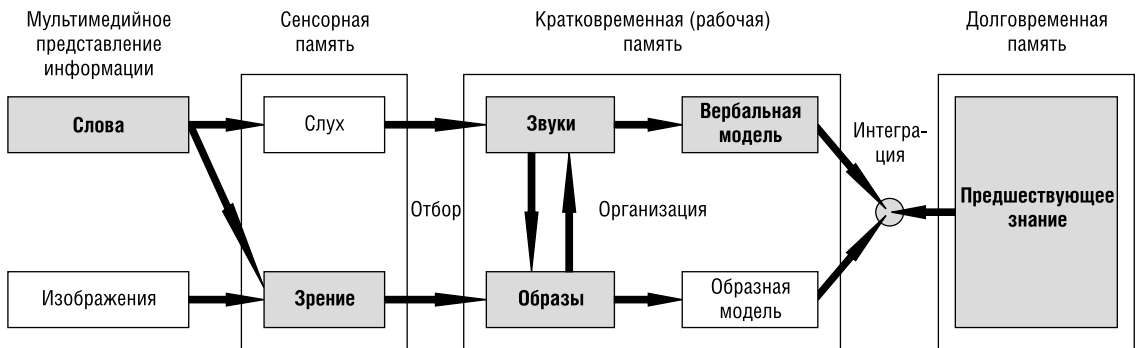 Мультимедийное
представление
информации
Сенсорная
память
Кратковременная (рабочая)
память
Долговременная
память
Слова
Слух
Звуки
Вербальная
модель
Интегра-
ция
Отбор
Организация
Предшествующее
знание
Изображения
Зрение
Образы
Образная
модель